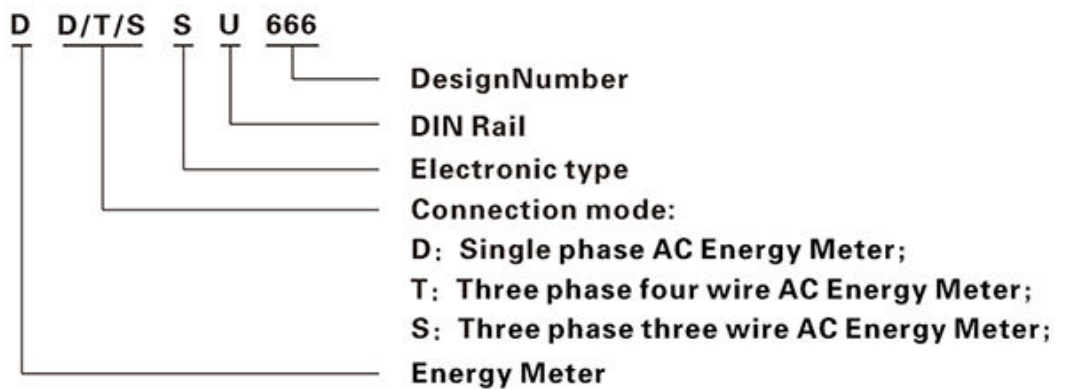 D D/T/S S U 666
DesignNumber
DIN Rail
Electronic type
Connection mode:
D: Single phase AC Energy Meter;
T: Three phase four wire AC Energy Meter;
S: Three phase three wire AC Energy Meter;
Energy Meter